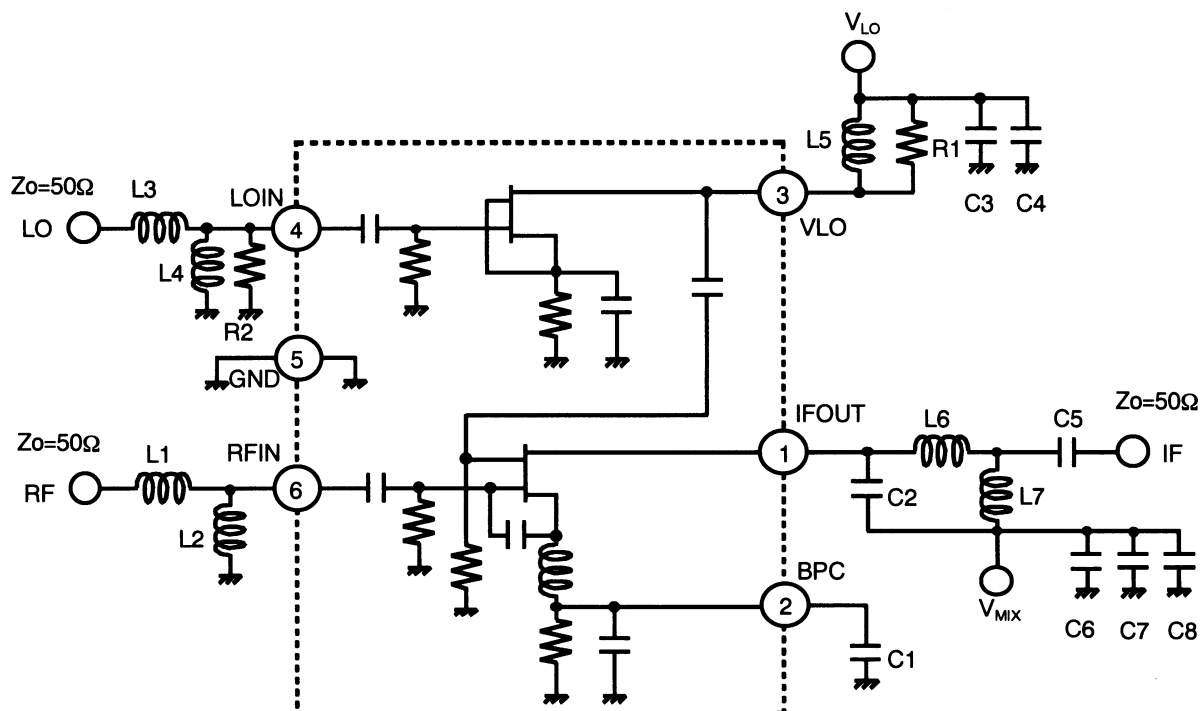 V_LO
L5
R1
C3
C4
Zo=50Ω
L3
LOIN
LO
4
3
VLO
L4
R2
5
GND
IFOUT
L6
C5
Zo=50Ω
Zo=50Ω
L1
RFIN
1
IF
RF
6
C2
L7
L2
BPC
2
V_MIX
C6
C7
C8
C1